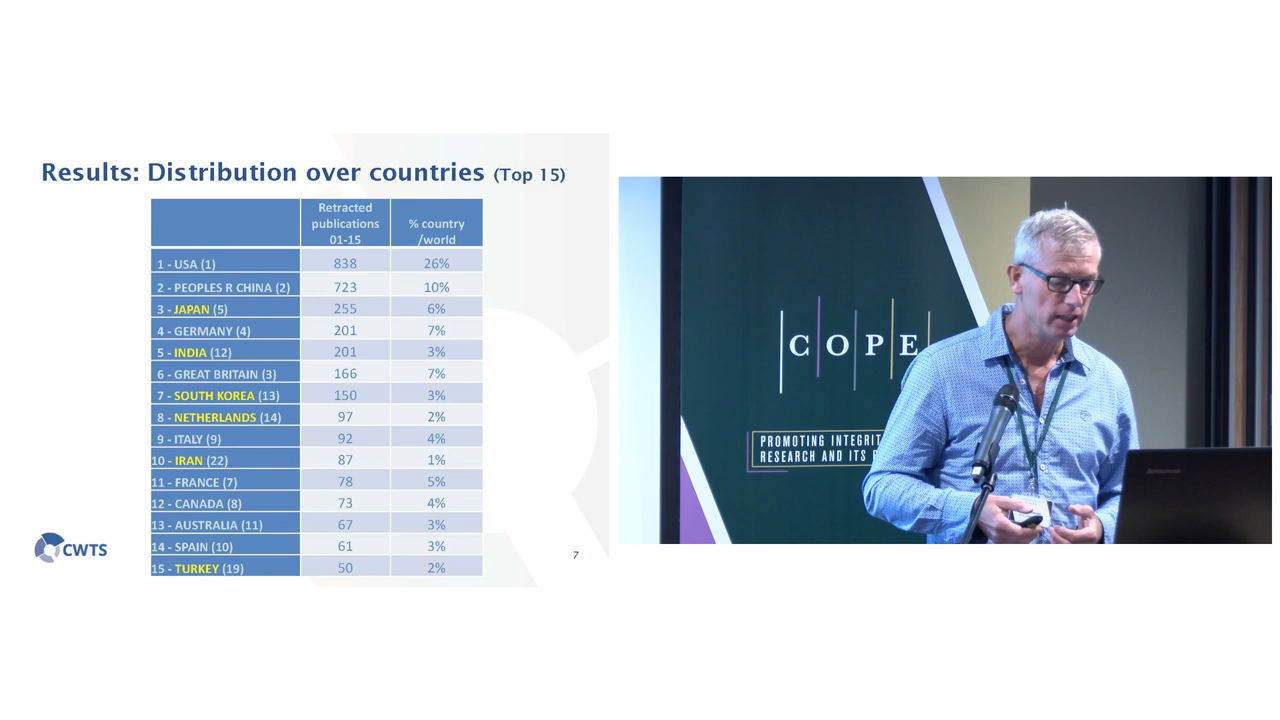 Results: Distribution over countries (Top 15)
Retracted publications 01-15
% country /world
1 - USA (1) 838 26%
2 - PEOPLES R CHINA (2) 723 10%
3 - JAPAN (5) 255 6%
4 - GERMANY (4) 201 7%
5 - INDIA (12) 201 3%
6 - GREAT BRITAIN (3) 166 7%
7 - SOUTH KOREA (13) 150 3%
8 - NETHERLANDS (14) 97 2%
9 - ITALY (9) 92 4%
10 - IRAN (22) 87 1%
11 - FRANCE (7) 78 5%
12 - CANADA (8) 73 4%
13 - AUSTRALIA (11) 67 3%
14 - SPAIN (10) 61 3%
15 - TURKEY (19) 50 2%
CWTS
7
COPE
PROMOTING INTEGRIT
RESEARCH AND ITS
lenovo